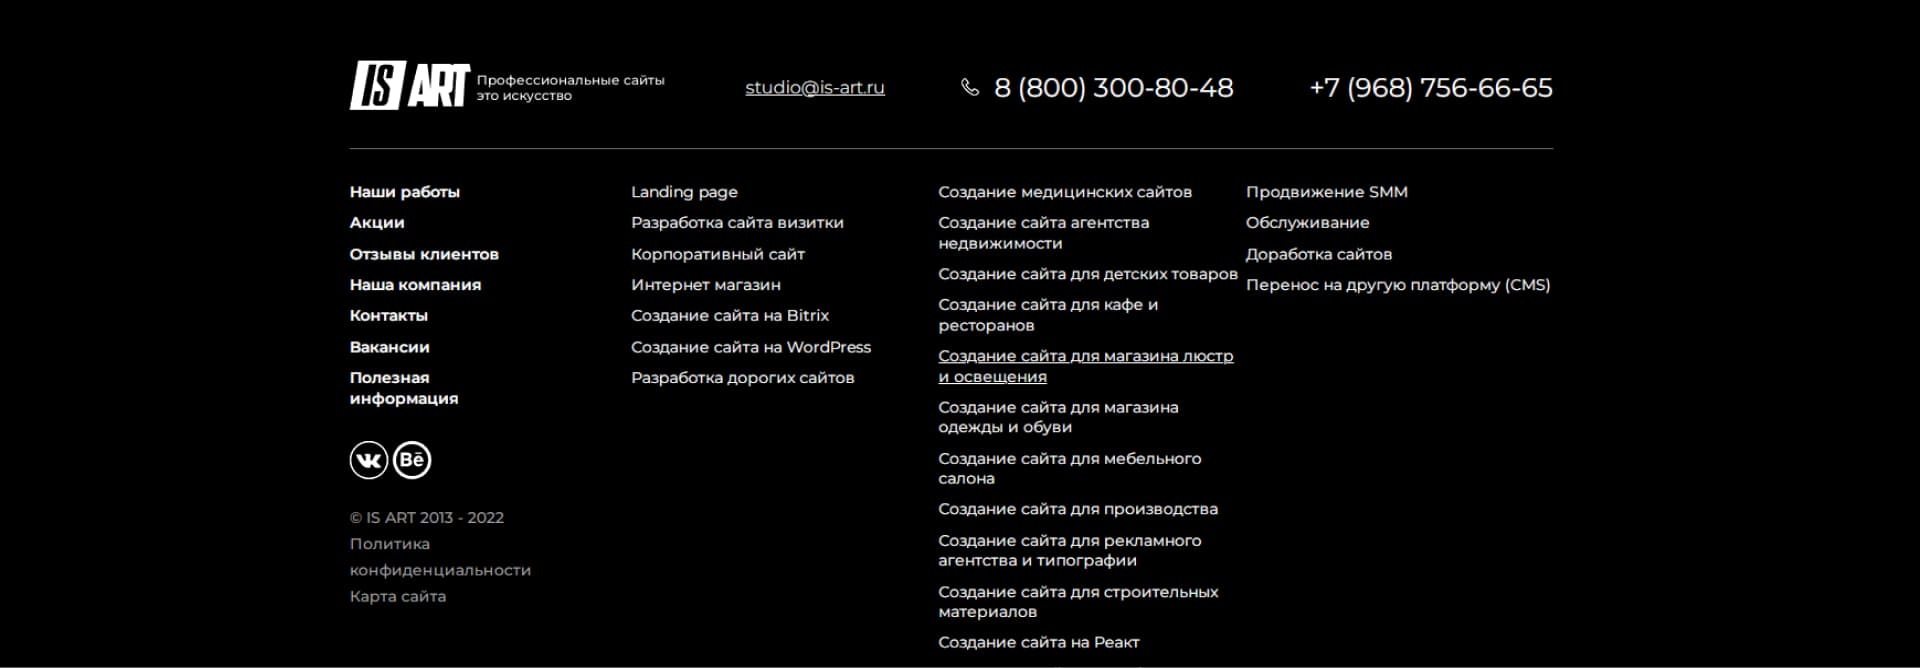 IS ART
Профессиональные сайты
это искусство
studio@is-art.ru
8 (800) 300-80-48
+7 (968) 756-66-65
Наши работы
Акции
Отзывы клиентов
Наша компания
Контакты
Вакансии
Полезная
информация
Bē
© IS ART 2013 - 2022
Политика
конфиденциальности
Карта сайта
Landing page
Разработка сайта визитки
Корпоративный сайт
Интернет магазин
Создание сайта на Bitrix
Создание сайта на WordPress
Разработка дорогих сайтов
Создание медицинских сайтов
Создание сайта агентства
недвижимости
Создание сайта для детских товаров
Создание сайта для кафе и
ресторанов
Создание сайта для магазина люстр
и освещения
Создание сайта для магазина
одежды и обуви
Создание сайта для мебельного
салона
Создание сайта для производства
Создание сайта для рекламного
агентства и типографии
Создание сайта для строительных
материалов
Создание сайта на Реакт
Продвижение SMM
Обслуживание
Доработка сайтов
Перенос на другую платформу (CMS)